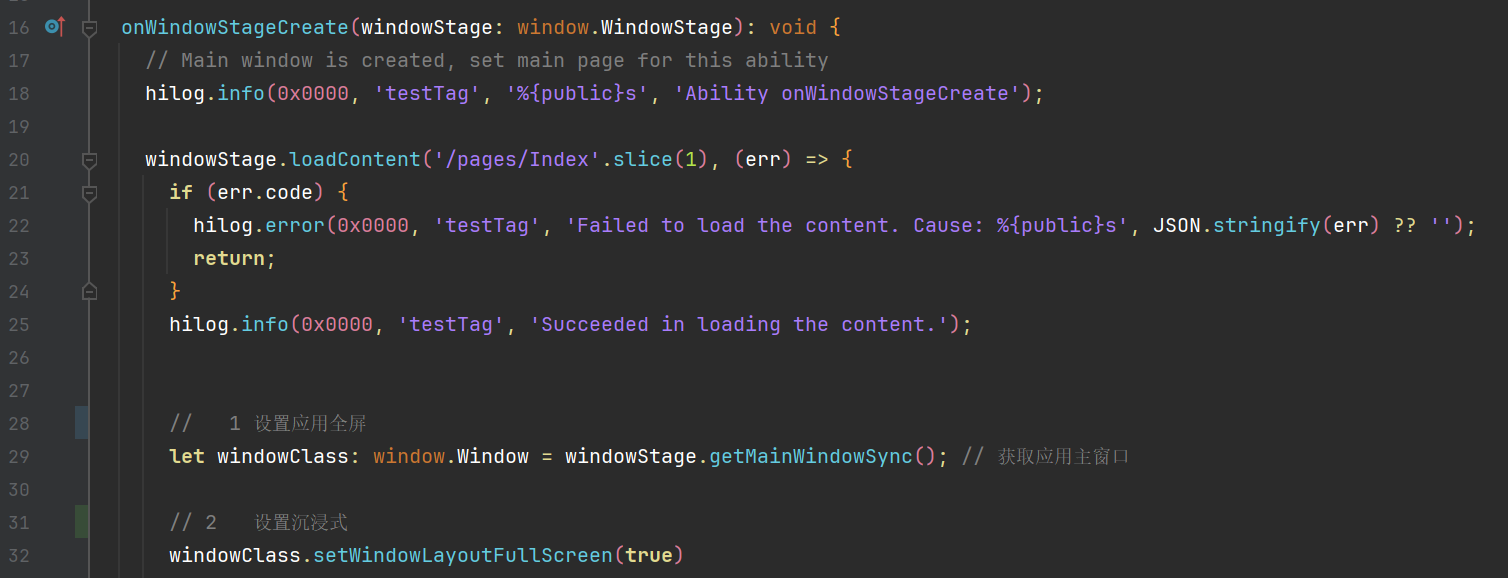 16 onWindowStageCreate(windowStage: window.WindowStage): void {
17 // Main window is created, set main page for this ability
18 hilog.info(0x0000, 'testTag', '%{public}s', 'Ability onWindowStageCreate');
19
20 windowStage.loadContent('/pages/Index'.slice(1), (err) => {
21 if (err.code) {
22 hilog.error(0x0000, 'testTag', 'Failed to load the content. Cause: %{public}s', JSON.stringify(err) ?? '');
23 return;
24 }
25 hilog.info(0x0000, 'testTag', 'Succeeded in loading the content.');
26
27
28 //   1 设置应用全屏
29 let windowClass: window.Window = windowStage.getMainWindowSync(); // 获取应用主窗口
30
31 // 2   设置沉浸式
32 windowClass.setWindowLayoutFullScreen(true)